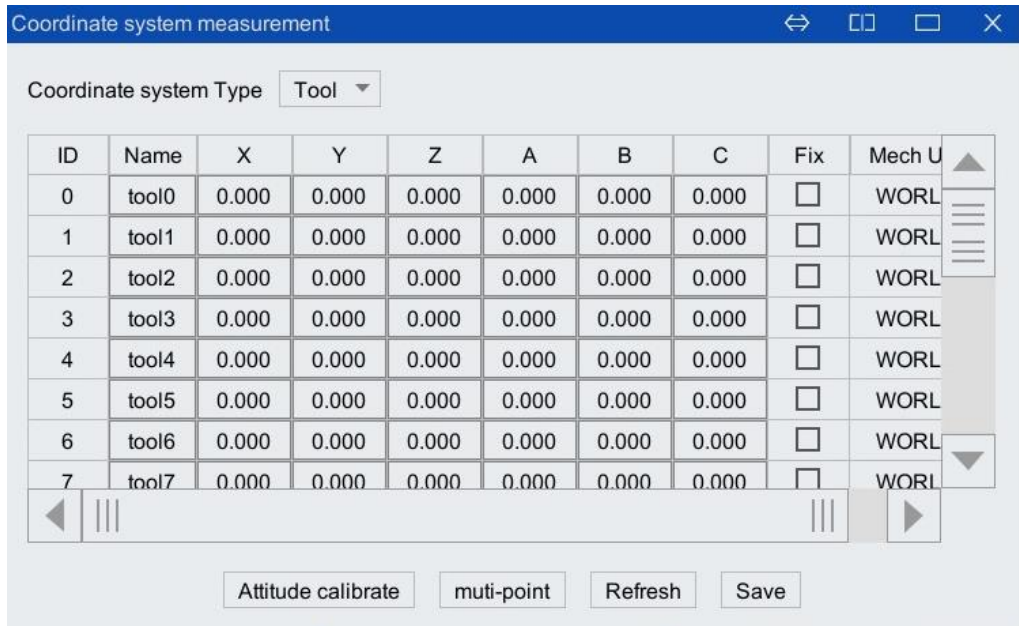 Coordinate system measurement
Coordinate system Type Tool
ID Name X Y Z A B C Fix Mech U
0 tool0 0.000 0.000 0.000 0.000 0.000 0.000 WORL
1 tool1 0.000 0.000 0.000 0.000 0.000 0.000 WORL
2 tool2 0.000 0.000 0.000 0.000 0.000 0.000 WORL
3 tool3 0.000 0.000 0.000 0.000 0.000 0.000 WORL
4 tool4 0.000 0.000 0.000 0.000 0.000 0.000 WORL
5 tool5 0.000 0.000 0.000 0.000 0.000 0.000 WORL
6 tool6 0.000 0.000 0.000 0.000 0.000 0.000 WORL
7 tool7 0.000 0.000 0.000 0.000 0.000 0.000 WORL
Attitude calibrate muti-point Refresh Save